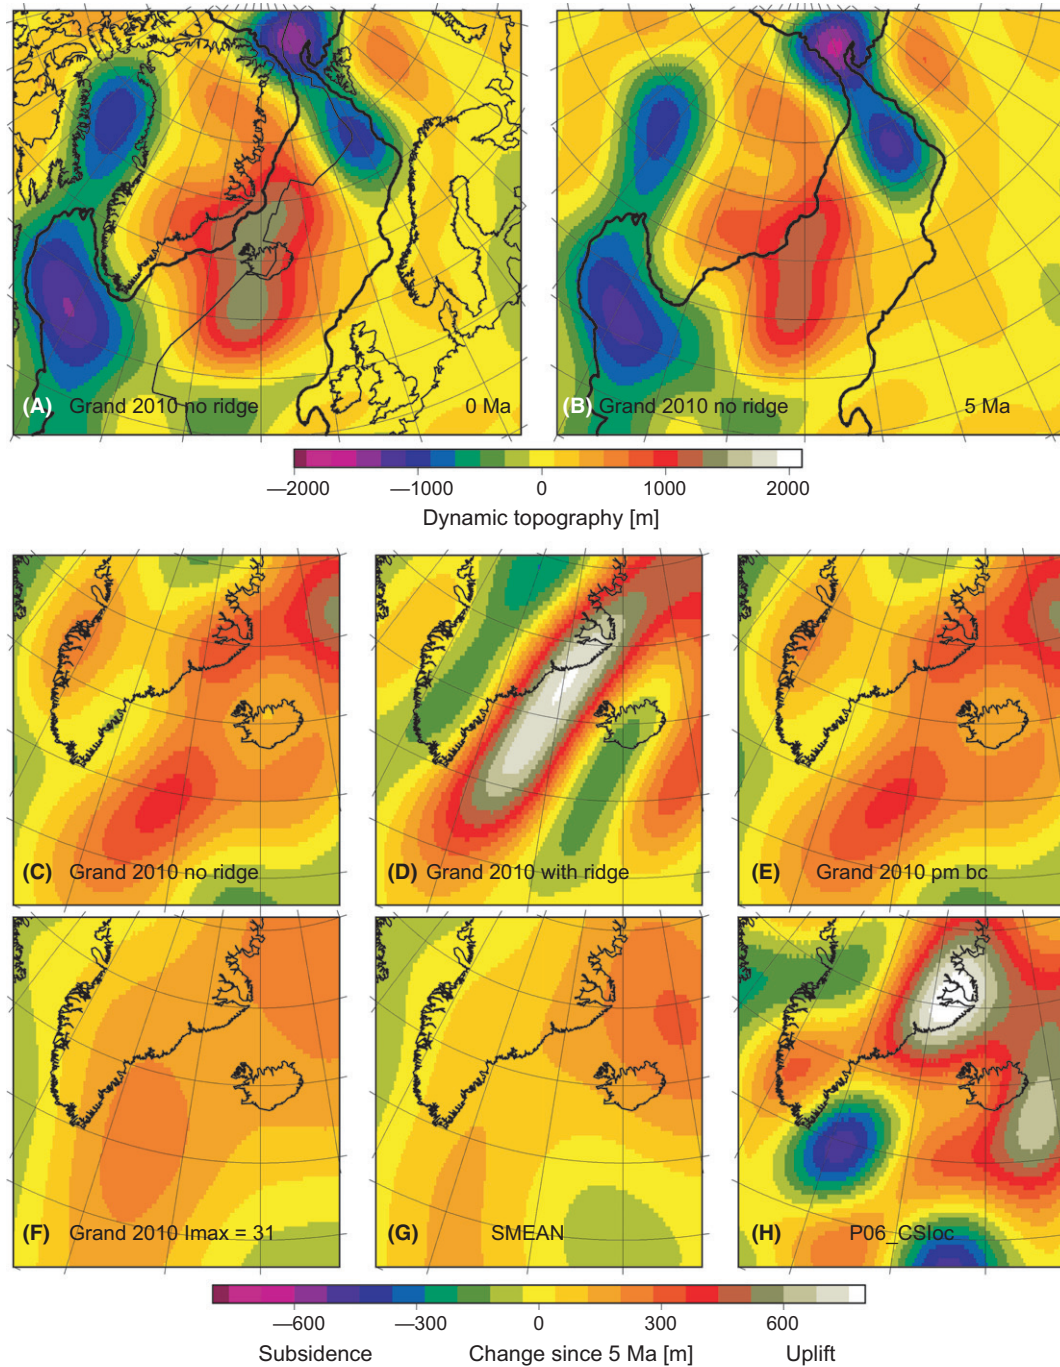 (A) Grand 2010 no ridge 0 Ma
(B) Grand 2010 no ridge 5 Ma
—2000 —1000 0 1000 2000
Dynamic topography [m]
(C) Grand 2010 no ridge
(D) Grand 2010 with ridge
(E) Grand 2010 pm bc
(F) Grand 2010 lmax = 31
(G) SMEAN
(H) P06_CSloc
—600 —300 0 300 600
Subsidence Change since 5 Ma [m] Uplift